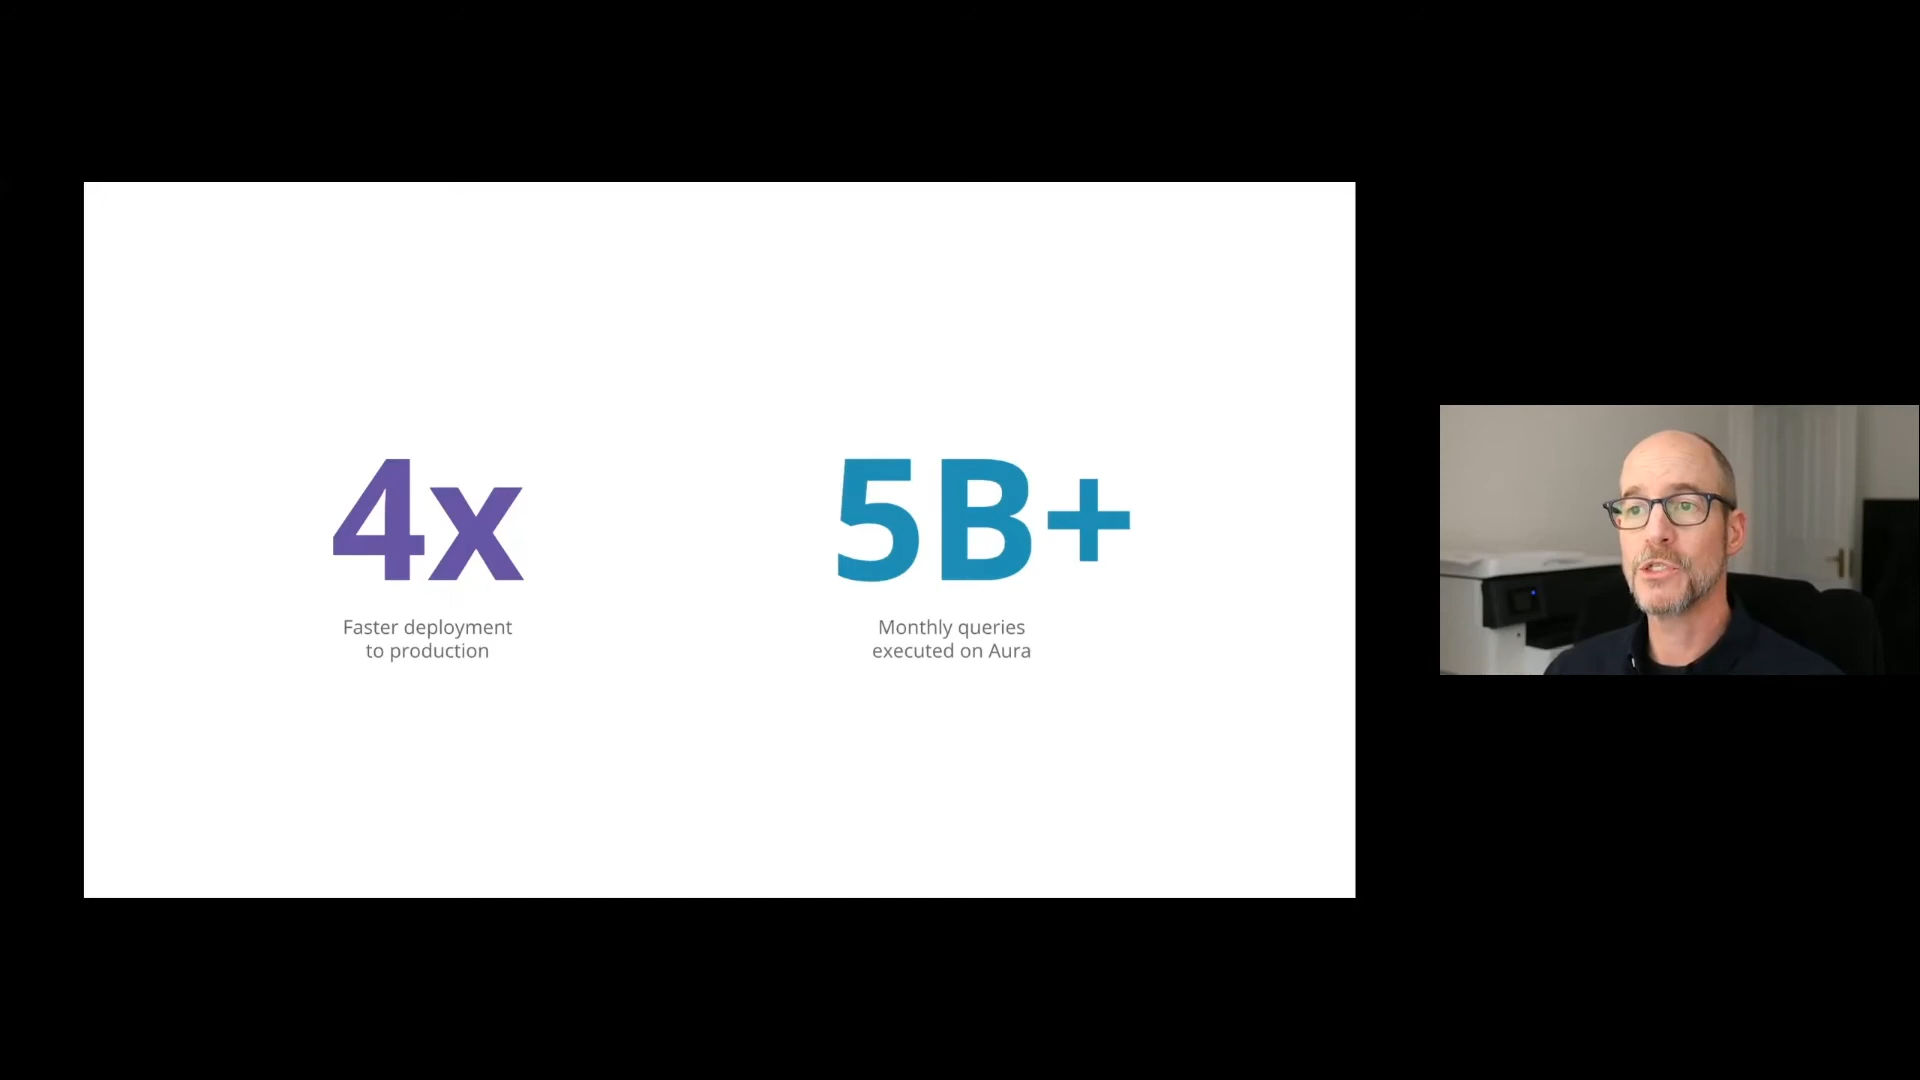 4x
Faster deployment
to production
5B+
Monthly queries
executed on Aura